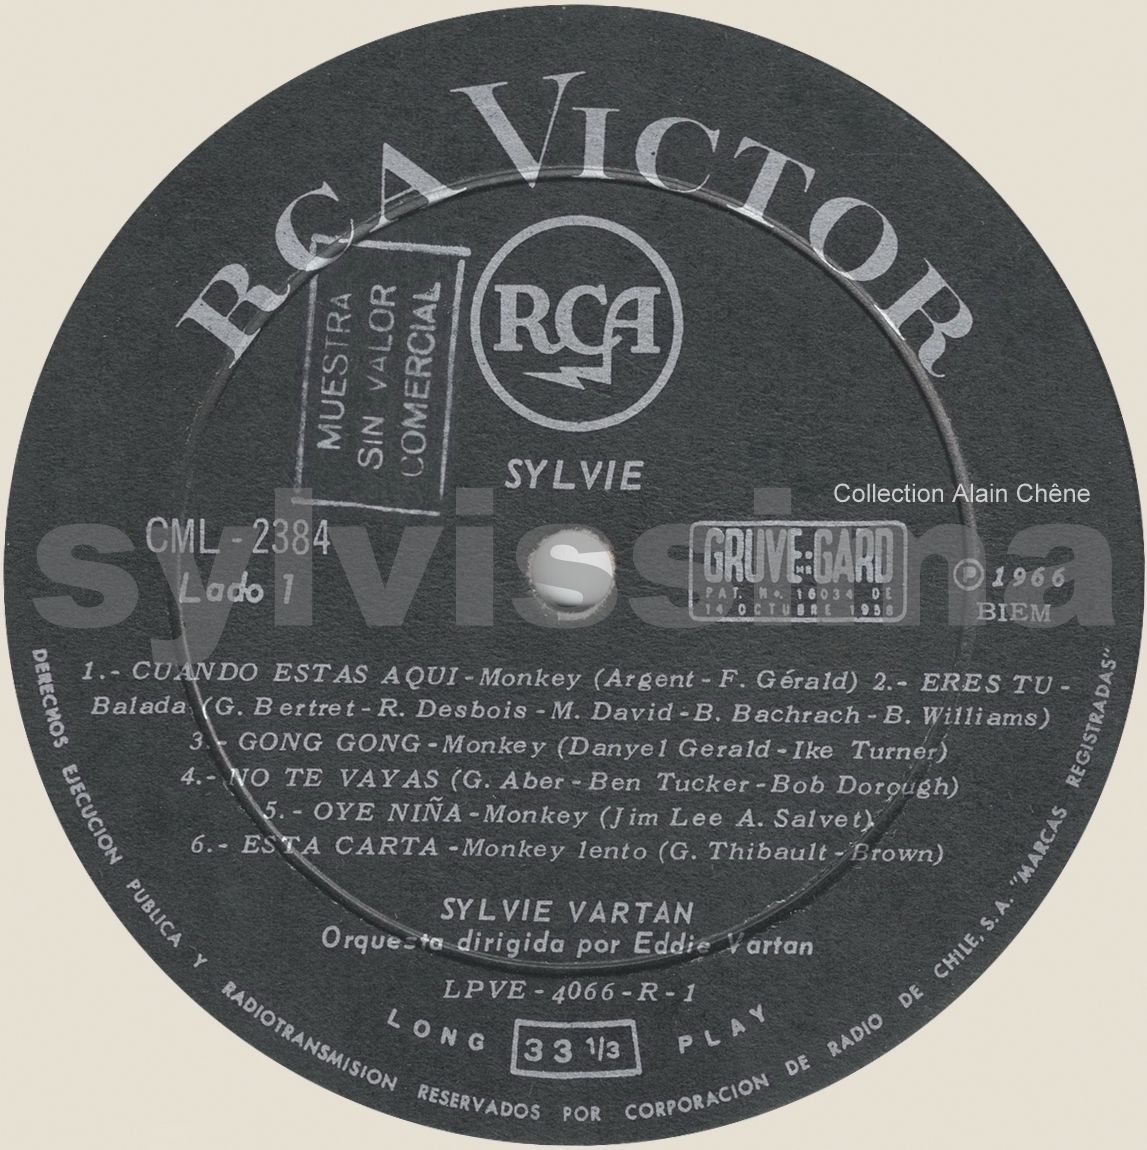 RCA VICTOR
RCA
MUESTRA
SIN VALOR
COMERCIAL
SYLVIE
Collection Alain Chêne
sylvissima
CML - 2384
Lado 1
GRUVE-GARD
MR
PAT. No. 16034 DE
14 OCTUBRE 1958
℗ 1966
BIEM
1.- CUANDO ESTAS AQUI - Monkey (Argent - F. Gérald) 2.- ERES TU -
Balada (G. Bertret - R. Desbois - M. David - B. Bachrach - B. Williams)
3.- GONG GONG - Monkey (Danyel Gerald - Ike Turner)
4.- NO TE VAYAS (G. Aber - Ben Tucker - Bob Dorough)
5.- OYE NIÑA - Monkey (Jim Lee A. Salvet)
6.- ESTA CARTA - Monkey lento (G. Thibault - Brown)
SYLVIE VARTAN
Orquesta dirigida por Eddie Vartan
LPVE - 4066 - R - 1
LONG 33 1/3 PLAY
DERECHOS EJECUCION PUBLICA Y RADIOTRANSMISION RESERVADOS POR CORPORACION DE RADIO DE CHILE, S.A. "MARCAS REGISTRADAS"